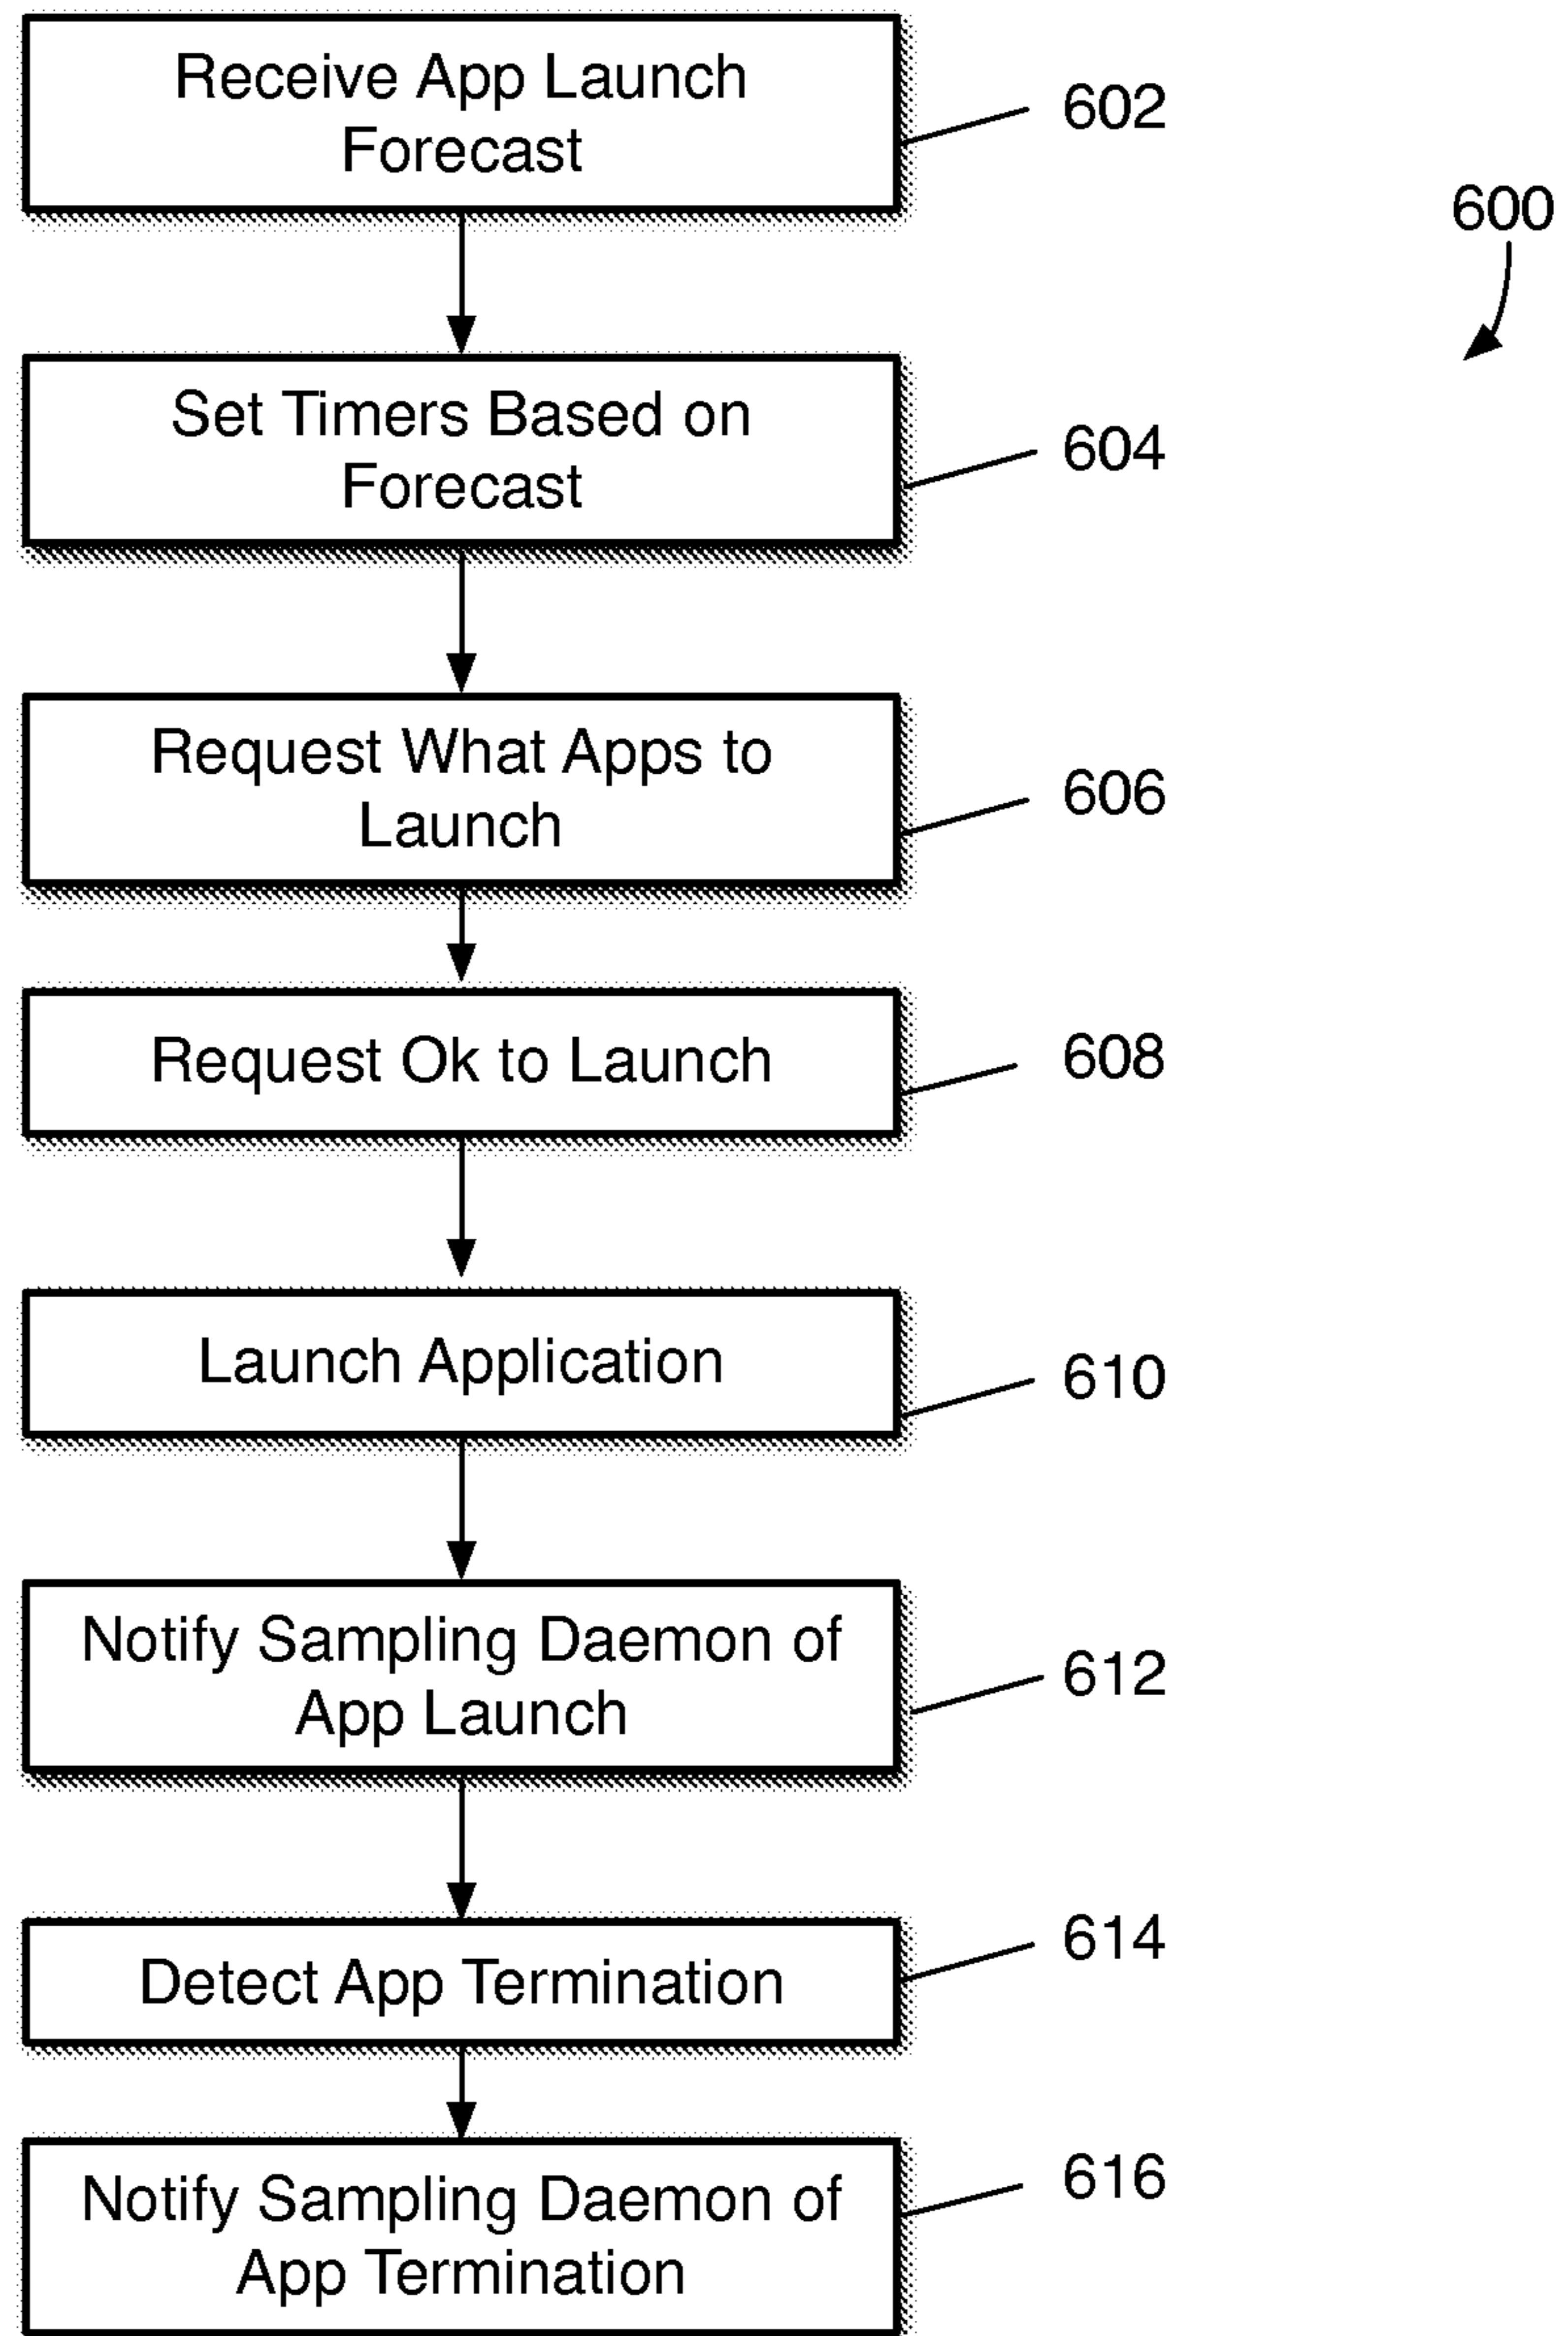 Receive App Launch
Forecast
602
600
Set Timers Based on
Forecast
604
Request What Apps to
Launch
606
Request Ok to Launch
608
Launch Application
610
Notify Sampling Daemon of
App Launch
612
Detect App Termination
614
Notify Sampling Daemon of
App Termination
616